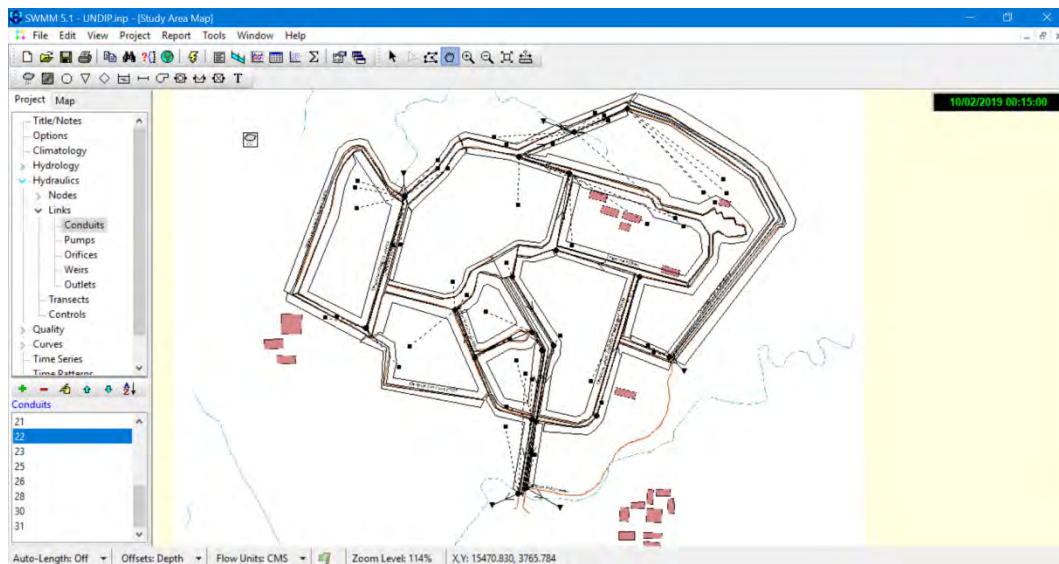 SWMM 5.1 - UNDIP.inp - [Study Area Map]
File Edit View Project Report Tools Window Help
Project Map
10/02/2019 00:15:00
Title/Notes
Options
Climatology
Hydrology
Hydraulics
Nodes
Links
Conduits
Pumps
Orifices
Weirs
Outlets
Transects
Controls
Quality
Curves
Time Series
Time Patterns
Conduits
21
22
23
25
26
28
30
31
Auto-Length: Off Offsets: Depth Flow Units: CMS Zoom Level: 114% X,Y: 15470.830, 3765.784